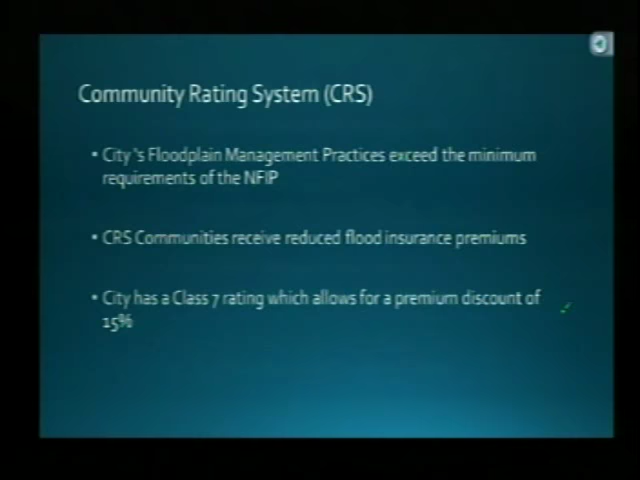 Community Rating System (CRS)
• City 's Floodplain Management Practices exceed the minimum
requirements of the NFIP
• CRS Communities receive reduced flood insurance premiums
• City has a Class 7 rating which allows for a premium discount of
15%